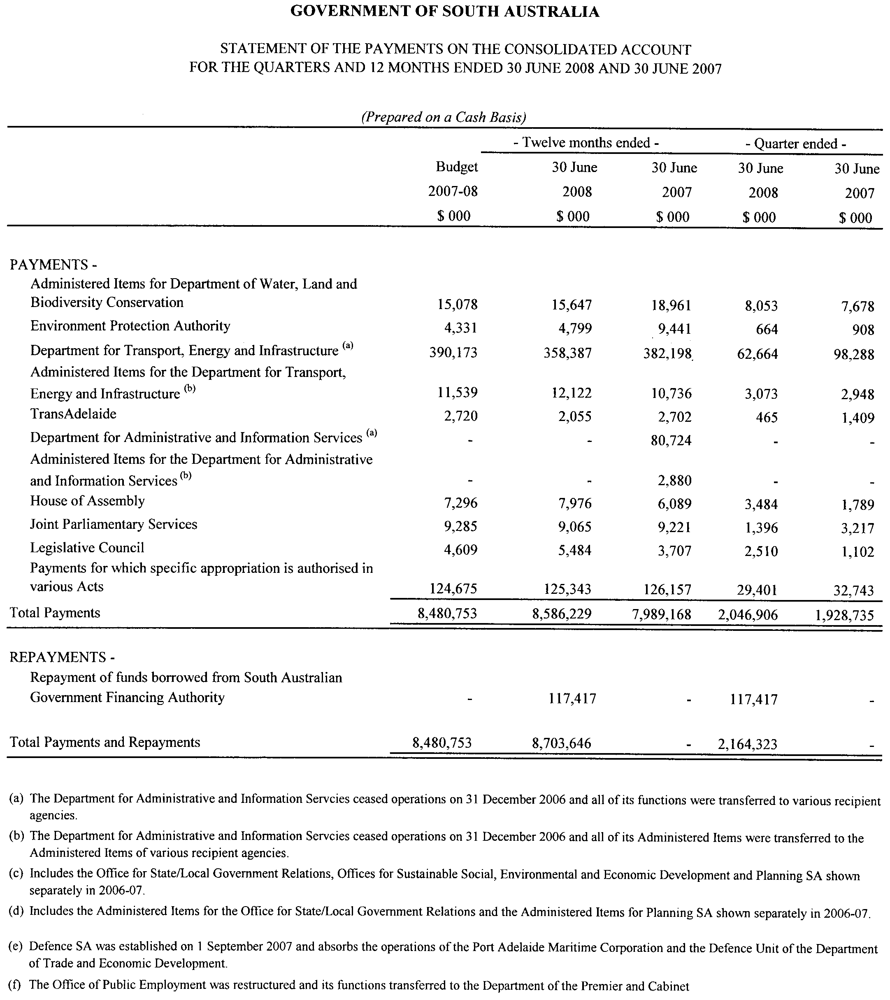 GOVERNMENT OF SOUTH AUSTRALIA
STATEMENT OF THE PAYMENTS ON THE CONSOLIDATED ACCOUNT
FOR THE QUARTERS AND 12 MONTHS ENDED 30 JUNE 2008 AND 30 JUNE 2007
(Prepared on a Cash Basis)
- Twelve months ended - - Quarter ended -
Budget 30 June 30 June 30 June 30 June
2007-08 2008 2007 2008 2007
$ 000 $ 000 $ 000 $ 000 $ 000
PAYMENTS -
Administered Items for Department of Water, Land and
Biodiversity Conservation 15,078 15,647 18,961 8,053 7,678
Environment Protection Authority 4,331 4,799 9,441 664 908
Department for Transport, Energy and Infrastructure (a) 390,173 358,387 382,198 62,664 98,288
Administered Items for the Department for Transport,
Energy and Infrastructure (b) 11,539 12,122 10,736 3,073 2,948
TransAdelaide 2,720 2,055 2,702 465 1,409
Department for Administrative and Information Services (a) - - 80,724 - -
Administered Items for the Department for Administrative
and Information Services (b) - - 2,880 - -
House of Assembly 7,296 7,976 6,089 3,484 1,789
Joint Parliamentary Services 9,285 9,065 9,221 1,396 3,217
Legislative Council 4,609 5,484 3,707 2,510 1,102
Payments for which specific appropriation is authorised in
various Acts 124,675 125,343 126,157 29,401 32,743
Total Payments 8,480,753 8,586,229 7,989,168 2,046,906 1,928,735
REPAYMENTS -
Repayment of funds borrowed from South Australian
Government Financing Authority - 117,417 - 117,417 -
Total Payments and Repayments 8,480,753 8,703,646 - 2,164,323 -
(a) The Department for Administrative and Information Servcies ceased operations on 31 December 2006 and all of its functions were transferred to various recipient
agencies.
(b) The Department for Administrative and Information Servcies ceased operations on 31 December 2006 and all of its Administered Items were transferred to the
Administered Items of various recipient agencies.
(c) Includes the Office for State/Local Government Relations, Offices for Sustainable Social, Environmental and Economic Development and Planning SA shown
separately in 2006-07.
(d) Includes the Administered Items for the Office for State/Local Government Relations and the Administered Items for Planning SA shown separately in 2006-07.
(e) Defence SA was established on 1 September 2007 and absorbs the operations of the Port Adelaide Maritime Corporation and the Defence Unit of the Department
of Trade and Economic Development.
(f) The Office of Public Employment was restructured and its functions transferred to the Department of the Premier and Cabinet